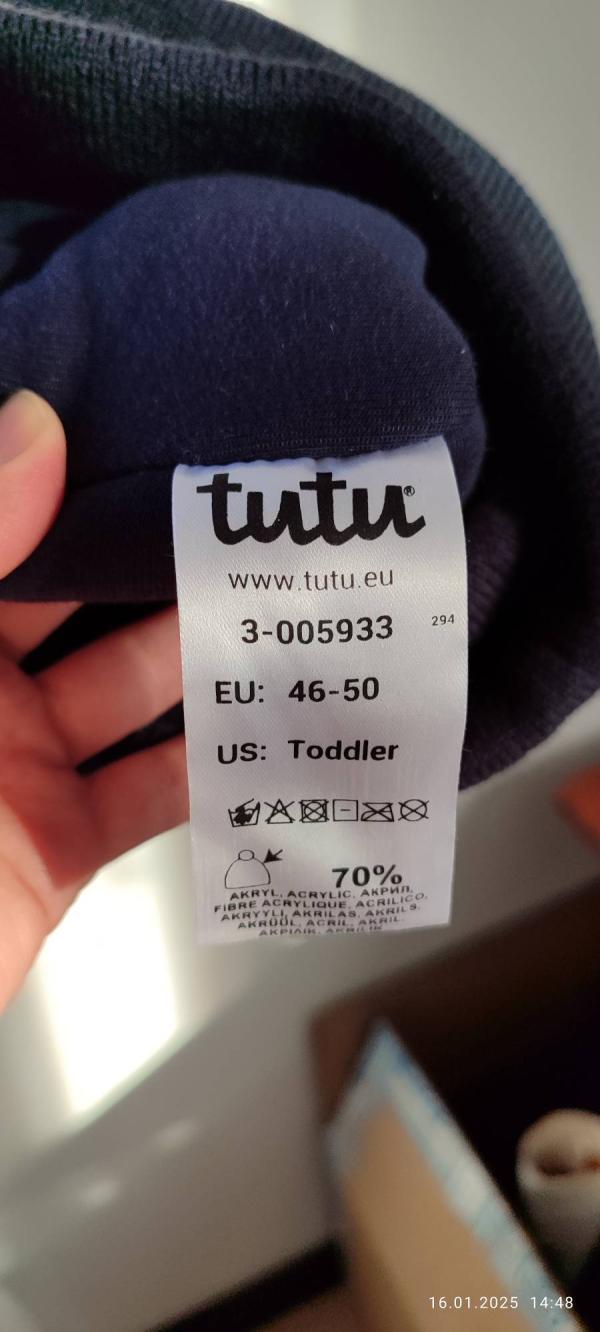 tutu®
www.tutu.eu
3-005933 294
EU: 46-50
US: Toddler
70%
AKRYL, ACRYLIC, АКРИЛ,
FIBRE ACRYLIQUE, ACRILICO,
AKRYYLI, AKRILAS, AKRILS,
AKRÜÜL, ACRIL, AKRIL,
16.01.2025 14:48